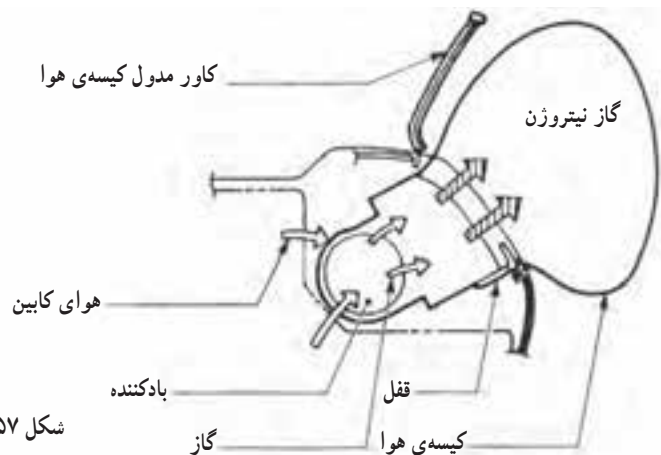 کاور مدول کیسه‌ی هوا
گاز نیتروژن
هوای کابین
بادکننده
قفل
شکل ۵۷
گاز
کیسه‌ی هوا